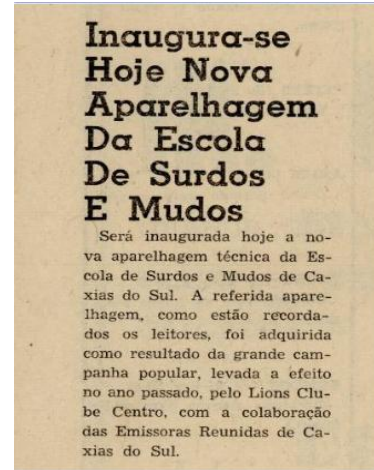 Inaugura-se
Hoje Nova
Aparelhagem
Da Escola
De Surdos
E Mudos
Será inaugurada hoje a no-
va aparelhagem técnica da Es-
cola de Surdos e Mudos de Ca-
xias do Sul. A referida apare-
lhagem, como estão recorda-
dos os leitores, foi adquirida
como resultado da grande cam-
panha popular, levada a efeito
no ano passado, pelo Lions Clu-
be Centro, com a colaboração
das Emissoras Reunidas de Ca-
xias do Sul.